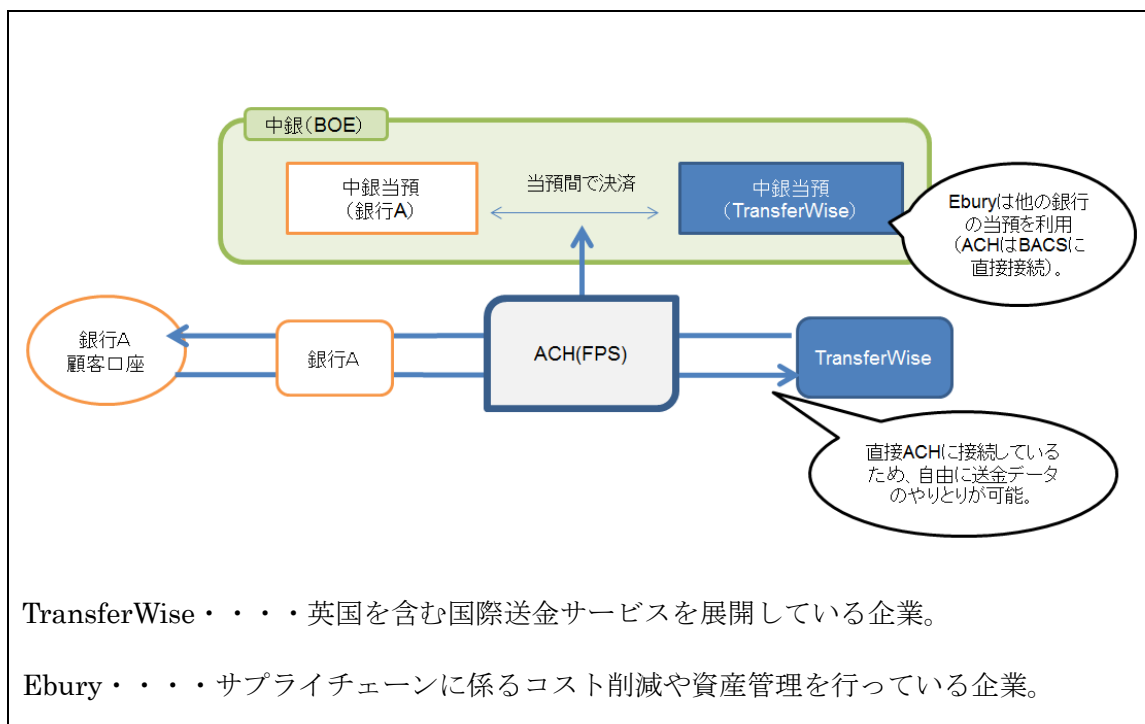 中銀(BOE)
中銀当預
(銀行A)
当預間で決済
中銀当預
(TransferWise)
Eburyは他の銀行
の当預を利用
(ACHはBACSに
直接接続)。
銀行A
顧客口座
銀行A
ACH(FPS)
TransferWise
直接ACHに接続している
ため、自由に送金データ
のやりとりが可能。
TransferWise・・・・英国を含む国際送金サービスを展開している企業。
Ebury・・・・サプライチェーンに係るコスト削減や資産管理を行っている企業。